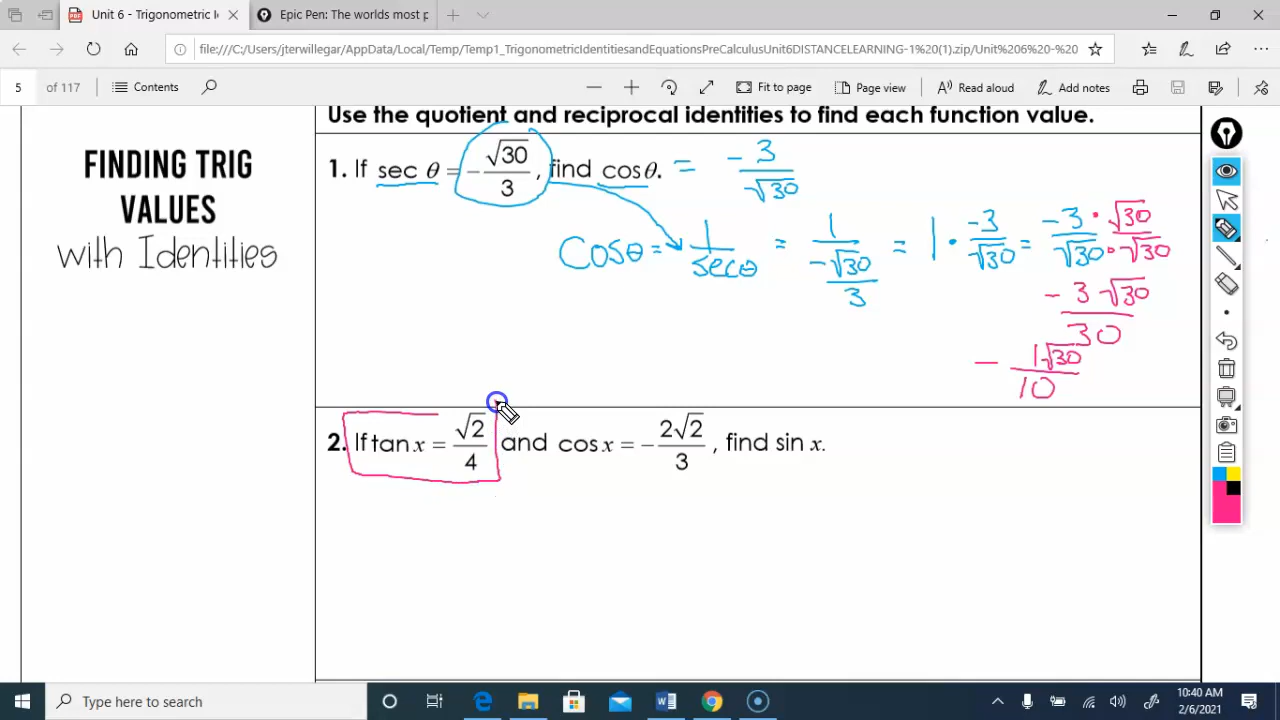 Unit 6 - Trigonometric I
Epic Pen: The worlds most p
file:///C:/Users/jterwillegar/AppData/Local/Temp/Temp1_TrigonometricIdentitiesandEquationsPreCalculusUnit6DISTANCELEARNING-1%20(1).zip/Unit%206%20-%20
5 of 117 Contents Fit to page Page view Read aloud Add notes
Use the quotient and reciprocal identities to find each function value.
FINDING TRIG
VALUES
with Identities
1. If sec θ = -√30/3, find cos θ. = -3/√30
Cosθ = 1/secθ = 1/(-√30/3) = 1 • -3/√30 = -3/√30 • √30/√30
-3√30/30
- 1√30/10
2. If tan x = √2/4 and cos x = -2√2/3, find sin x.
Type here to search
10:40 AM
2/6/2021